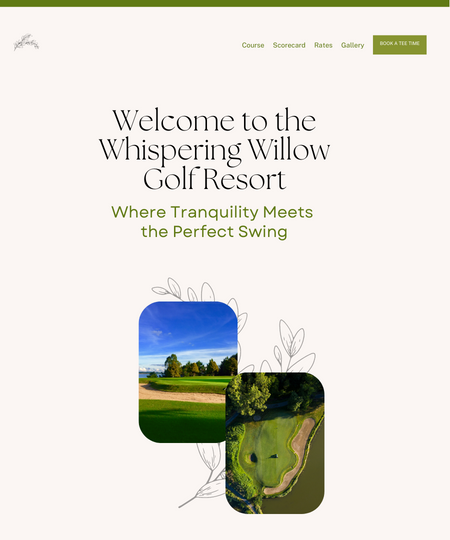 Course Scorecard Rates Gallery BOOK A TEE TIME
Welcome to the
Whispering Willow
Golf Resort
Where Tranquility Meets
the Perfect Swing